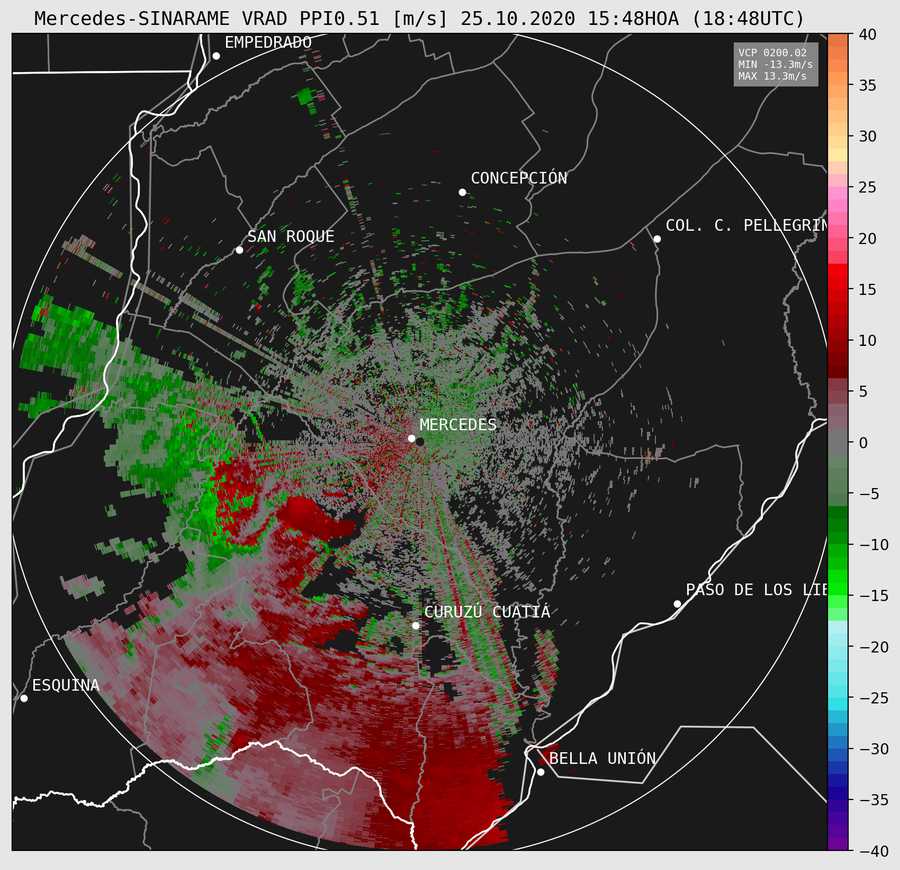 Mercedes-SINARAME VRAD PPI0.51 [m/s] 25.10.2020 15:48HOA (18:48UTC)
EMPEDRADO
VCP 0200.02
MIN -13.3m/s
MAX 13.3m/s
CONCEPCIÓN
SAN ROQUE
COL. C. PELLEGRIN
MERCEDES
PASO DE LOS LIE
CURUZÚ CUATIÁ
ESQUINA
BELLA UNIÓN
40
35
30
25
20
15
10
5
0
−5
−10
−15
−20
−25
−30
−35
−40